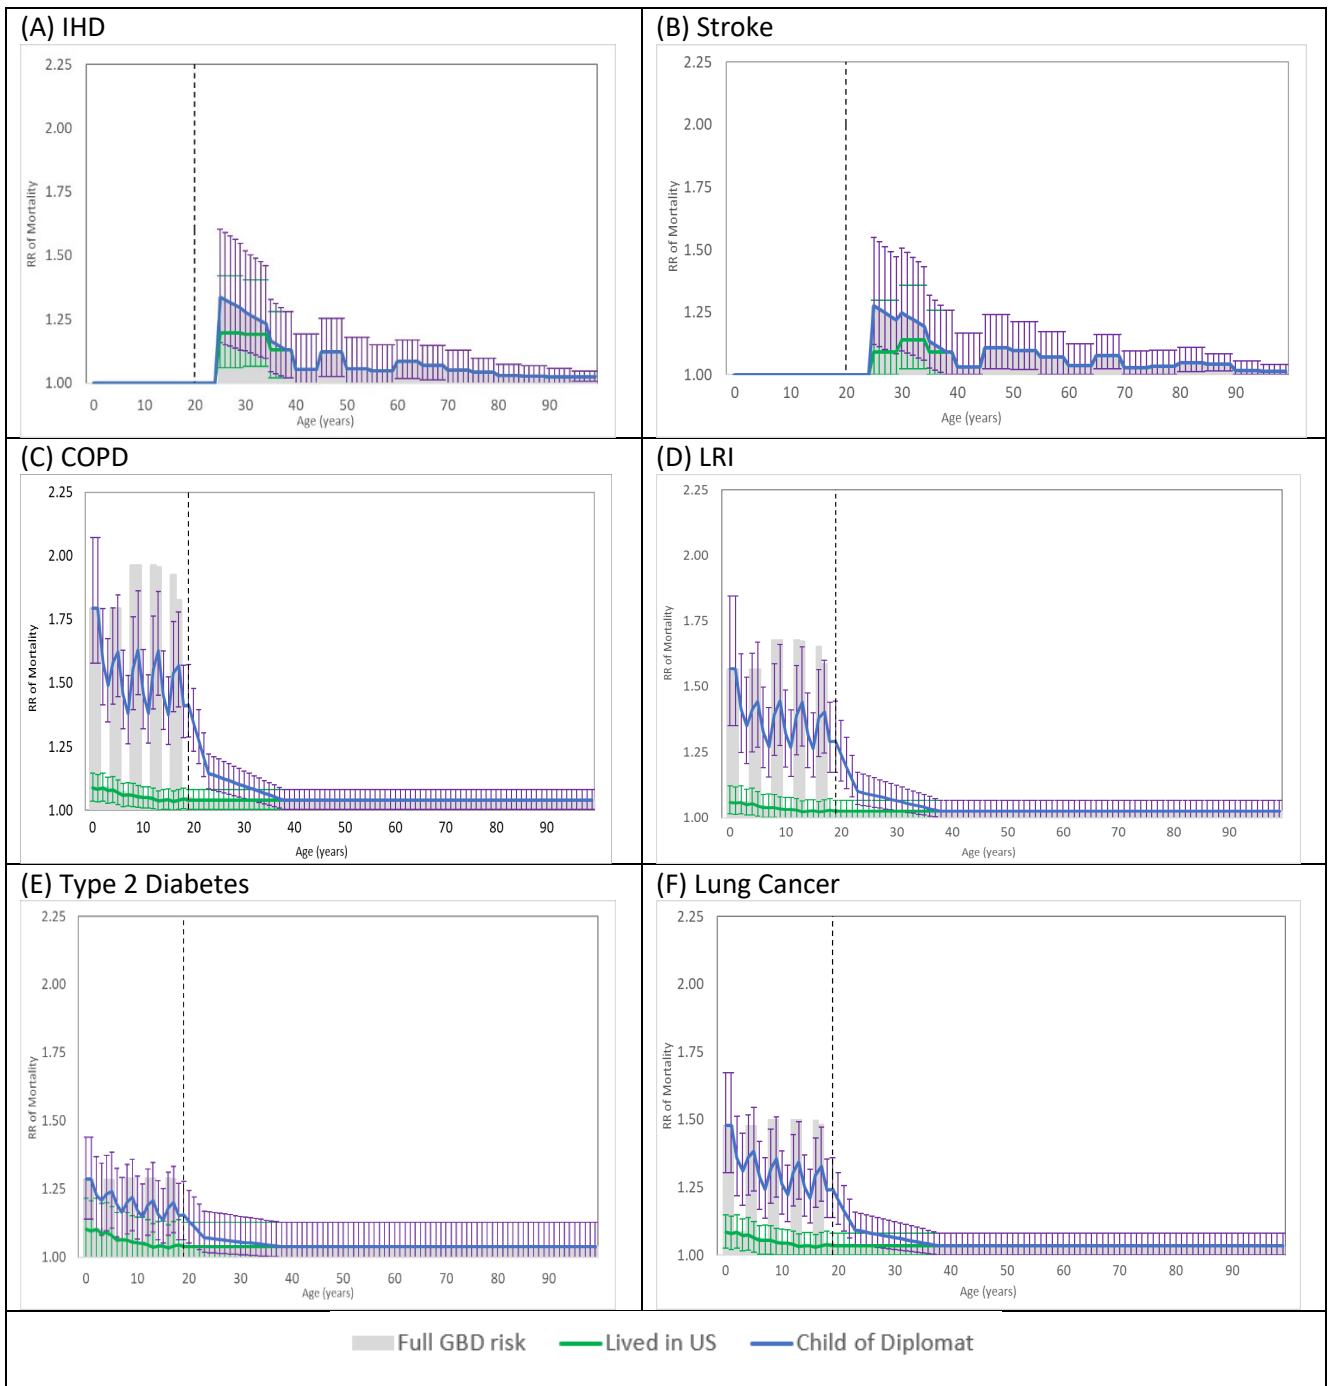 (A) IHD
2.25
2.00
1.75
1.50
1.25
1.00
RR of Mortality
0 10 20 30 40 50 60 70 80 90
Age (years)
(B) Stroke
2.25
2.00
1.75
1.50
1.25
1.00
RR of Mortality
0 10 20 30 40 50 60 70 80 90
Age (years)
(C) COPD
2.25
2.00
1.75
1.50
1.25
1.00
RR of Mortality
0 10 20 30 40 50 60 70 80 90
Age (years)
(D) LRI
2.25
2.00
1.75
1.50
1.25
1.00
RR of Mortality
0 10 20 30 40 50 60 70 80 90
Age (years)
(E) Type 2 Diabetes
2.25
2.00
1.75
1.50
1.25
1.00
RR of Mortality
0 10 20 30 40 50 60 70 80 90
Age (years)
(F) Lung Cancer
2.25
2.00
1.75
1.50
1.25
1.00
RR of Mortality
0 10 20 30 40 50 60 70 80 90
Age (years)
Full GBD risk Lived in US Child of Diplomat